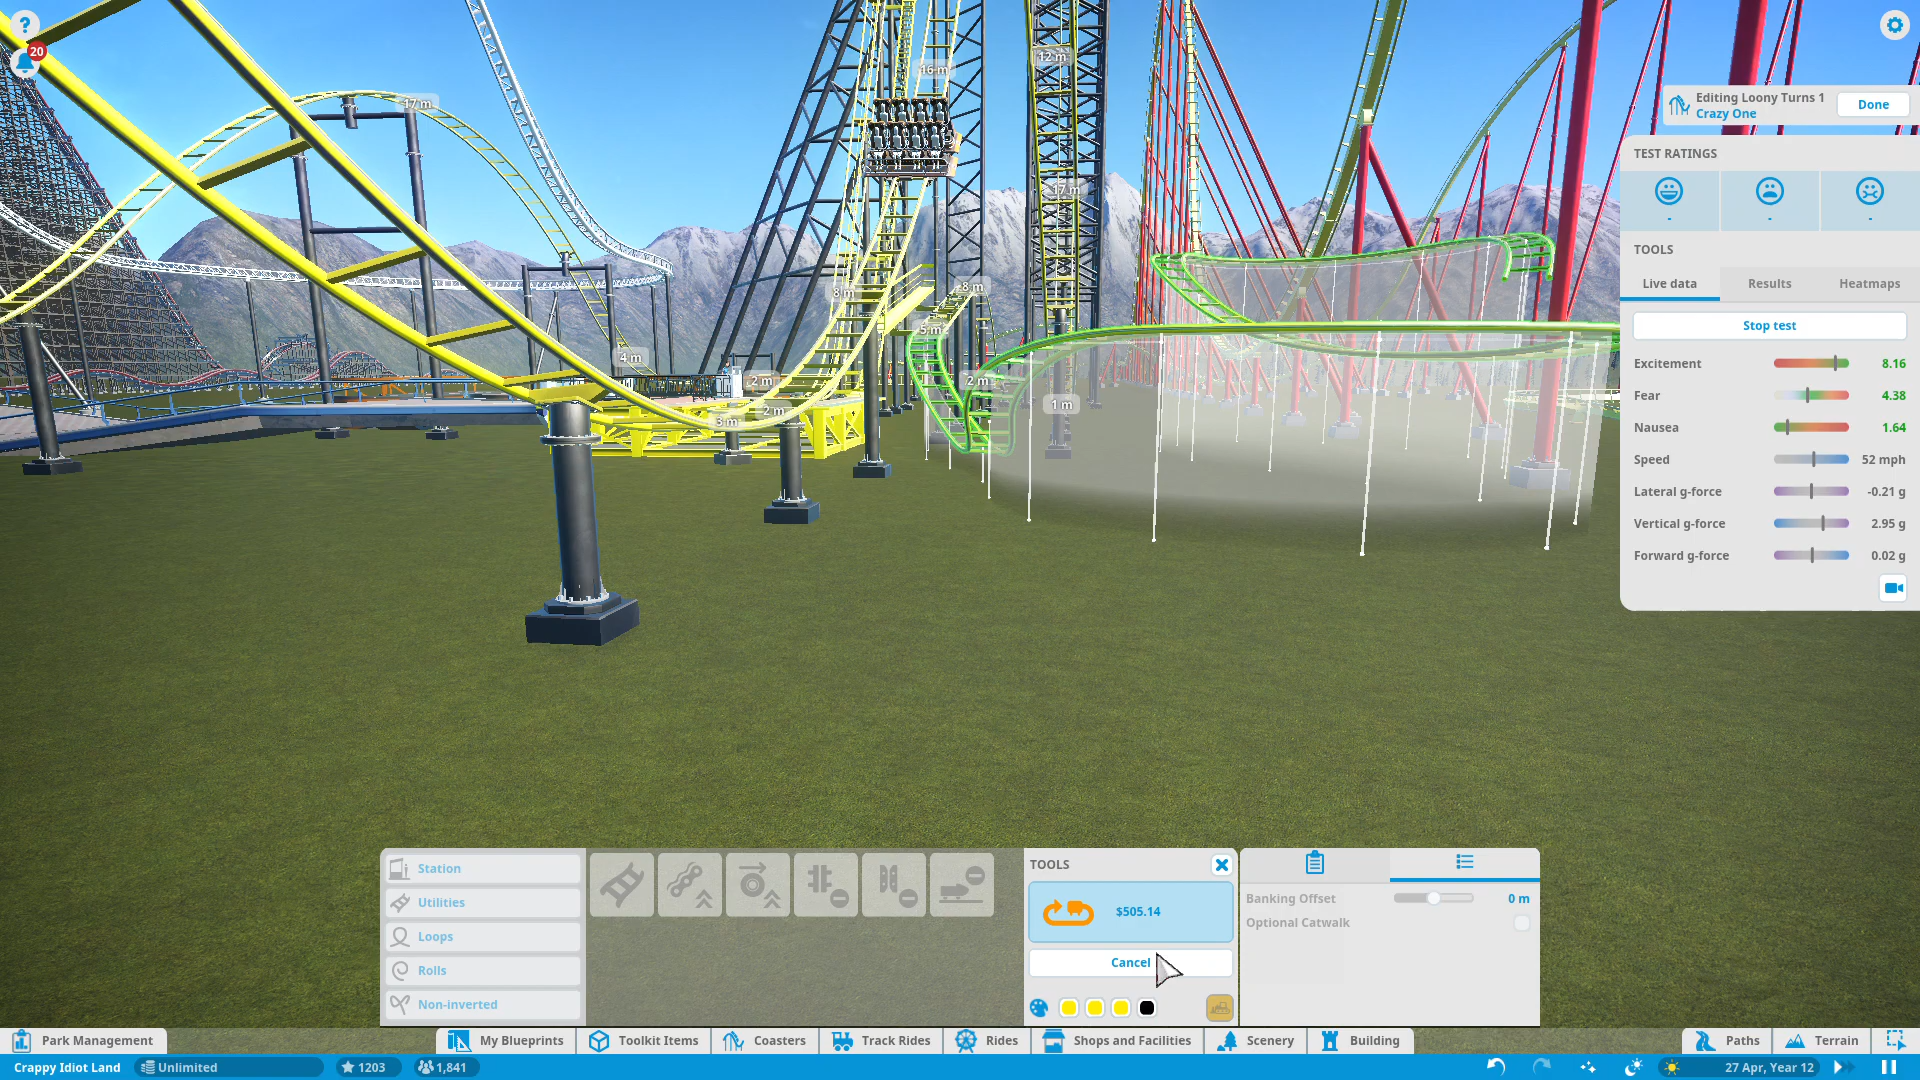 ?
20
17 m
16 m
12 m
17 m
8 m
8 m
5 m
4 m
2 m
2 m
2 m
3 m
1 m
Editing Loony Turns 1
Crazy One
Done
TEST RATINGS
- - -
TOOLS
Live data Results Heatmaps
Stop test
Excitement 8.16
Fear 4.38
Nausea 1.64
Speed 52 mph
Lateral g-force -0.21 g
Vertical g-force 2.95 g
Forward g-force 0.02 g
Station
Utilities
Loops
Rolls
Non-inverted
TOOLS
$505.14
Cancel
Banking Offset 0 m
Optional Catwalk
Park Management My Blueprints Toolkit Items Coasters Track Rides Rides Shops and Facilities Scenery Building Paths Terrain
Crappy Idiot Land Unlimited 1203 1,841 27 Apr, Year 12